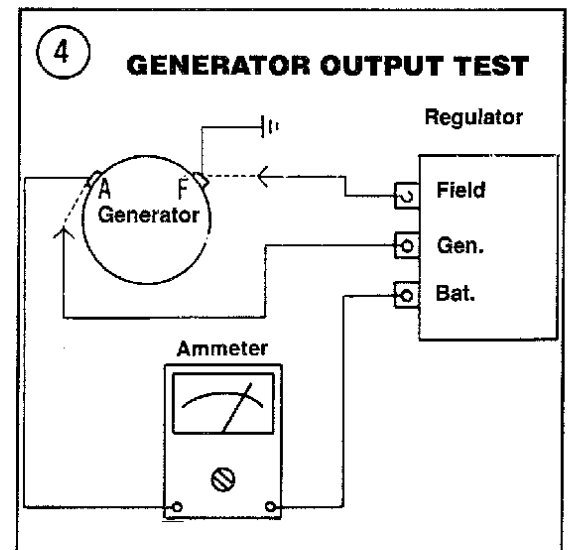 4
GENERATOR OUTPUT TEST
Regulator
A
F
Generator
Field
Gen.
Bat.
Ammeter